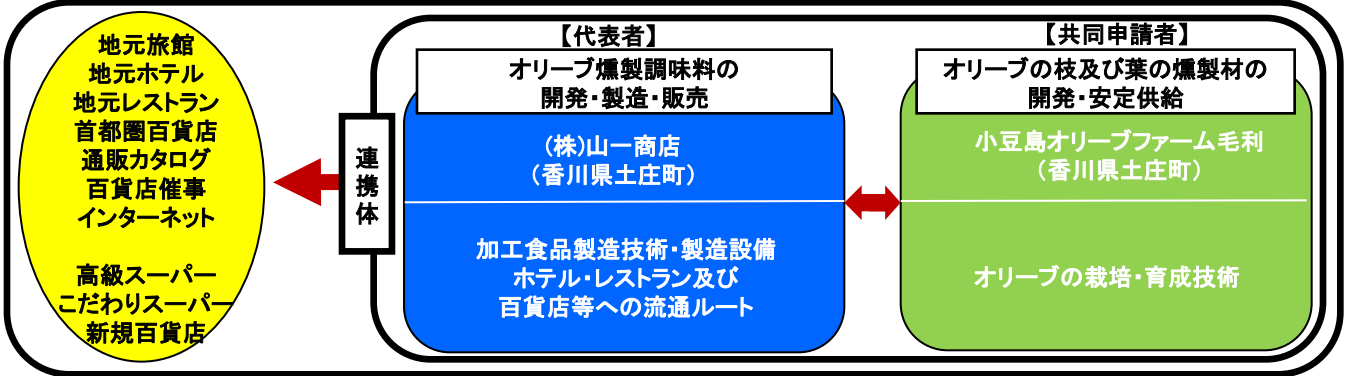 地元旅館
地元ホテル
地元レストラン
首都圏百貨店
通販カタログ
百貨店催事
インターネット
高級スーパー
こだわりスーパー
新規百貨店
連
携
体
【代表者】
オリーブ燻製調味料の
開発・製造・販売
(株)山一商店
(香川県土庄町)
加工食品製造技術・製造設備
ホテル・レストラン及び
百貨店等への流通ルート
【共同申請者】
オリーブの枝及び葉の燻製材の
開発・安定供給
小豆島オリーブファーム毛利
(香川県土庄町)
オリーブの栽培・育成技術